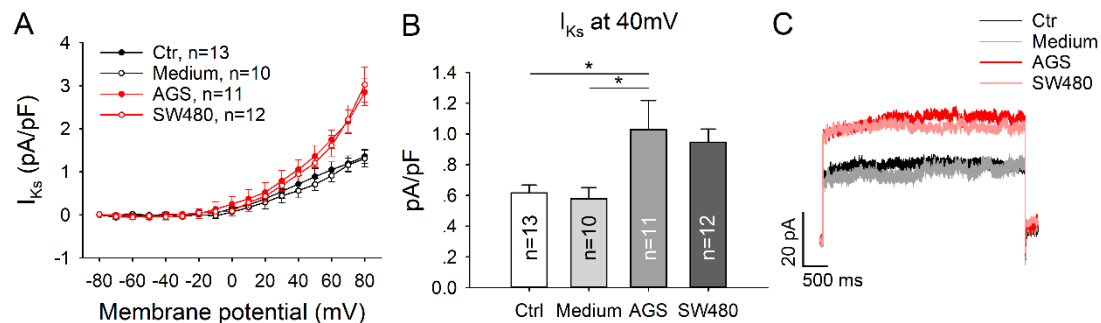 A
I_Ks (pA/pF)
4
3
2
1
0
-1
Ctr, n=13
Medium, n=10
AGS, n=11
SW480, n=12
-80 -60 -40 -20 0 20 40 60 80
Membrane potential (mV)
B
I_Ks at 40mV
pA/pF
1.4
1.2
1.0
.8
.6
.4
.2
0.0
*
*
n=13
n=10
n=11
n=12
Ctrl Medium AGS SW480
C
Ctr
Medium
AGS
SW480
20 pA
500 ms